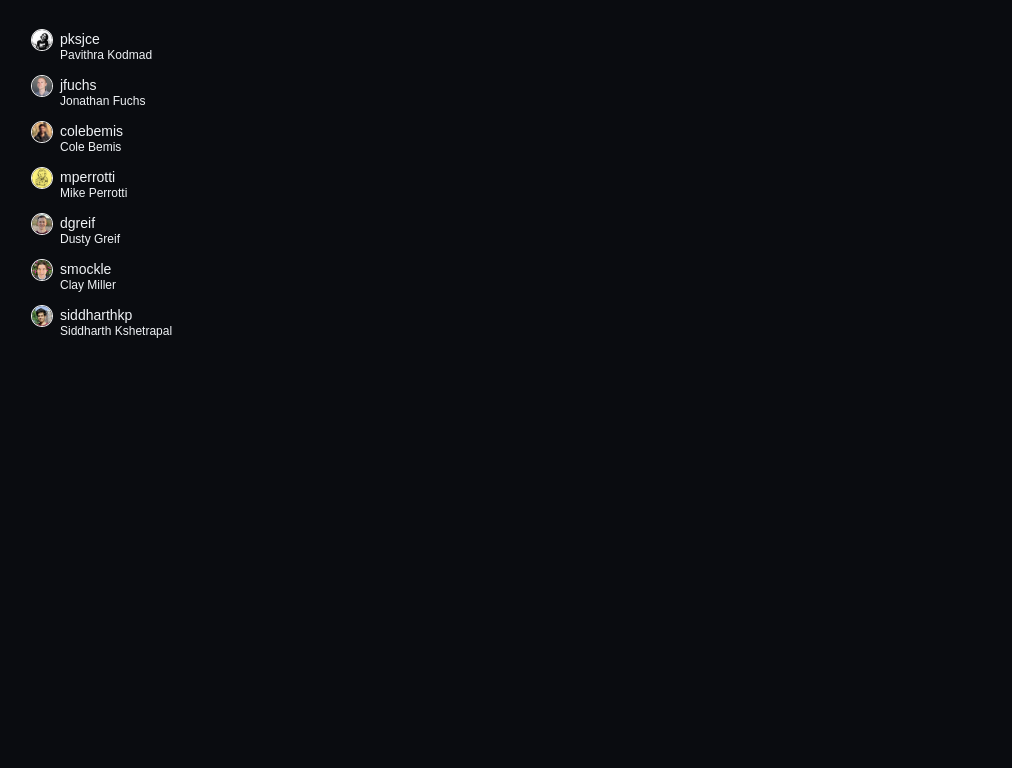 pksjce
Pavithra Kodmad
jfuchs
Jonathan Fuchs
colebemis
Cole Bemis
mperrotti
Mike Perrotti
dgreif
Dusty Greif
smockle
Clay Miller
siddharthkp
Siddharth Kshetrapal